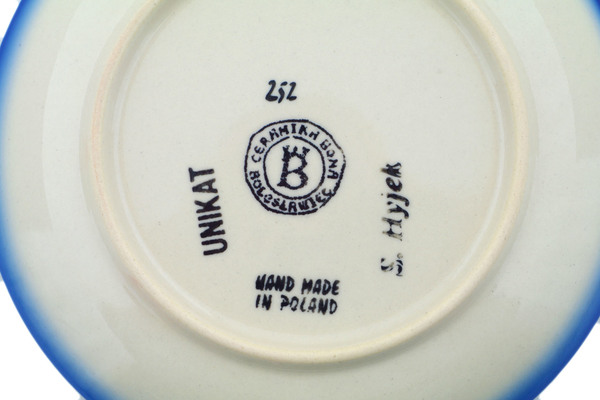 252
CERAMIKA BONA
B
BOLESŁAWIEC
UNIKAT
S. Hyjek
HAND MADE
IN POLAND